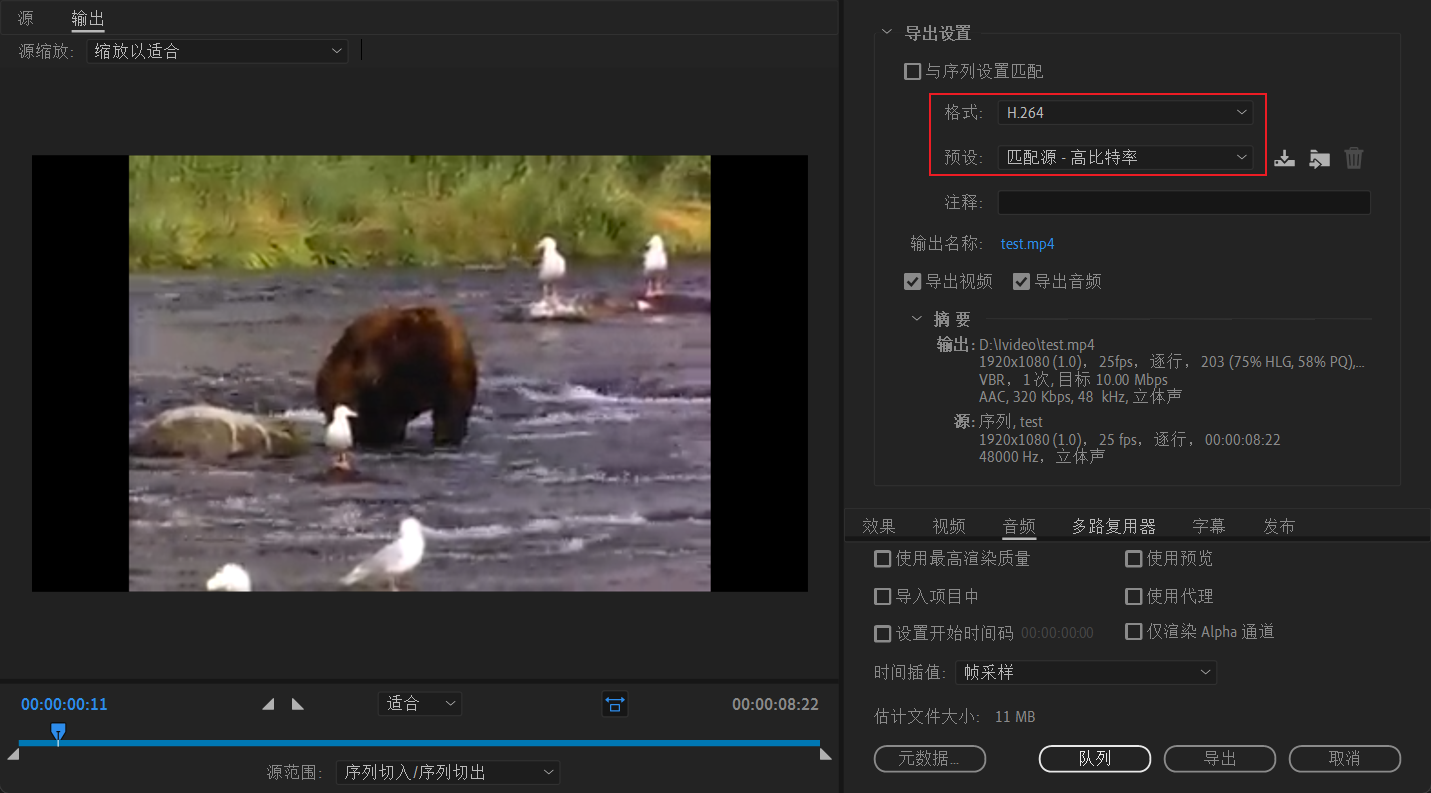 源 输出
源缩放: 缩放以适合
00:00:00:11 适合 00:00:08:22
源范围: 序列切入/序列切出
导出设置
与序列设置匹配
格式: H.264
预设: 匹配源 - 高比特率
注释:
输出名称: test.mp4
导出视频 导出音频
摘要
输出: D:\Ivideo\test.mp4
1920x1080 (1.0)， 25fps， 逐行， 203 (75% HLG, 58% PQ),...
VBR， 1 次, 目标 10.00 Mbps
AAC, 320 Kbps, 48 kHz, 立体声
源: 序列, test
1920x1080 (1.0)， 25 fps， 逐行， 00:00:08:22
48000 Hz， 立体声
效果 视频 音频 多路复用器 字幕 发布
使用最高渲染质量 使用预览
导入项目中 使用代理
设置开始时间码 00:00:00:00 仅渲染 Alpha 通道
时间插值: 帧采样
估计文件大小: 11 MB
元数据... 队列 导出 取消